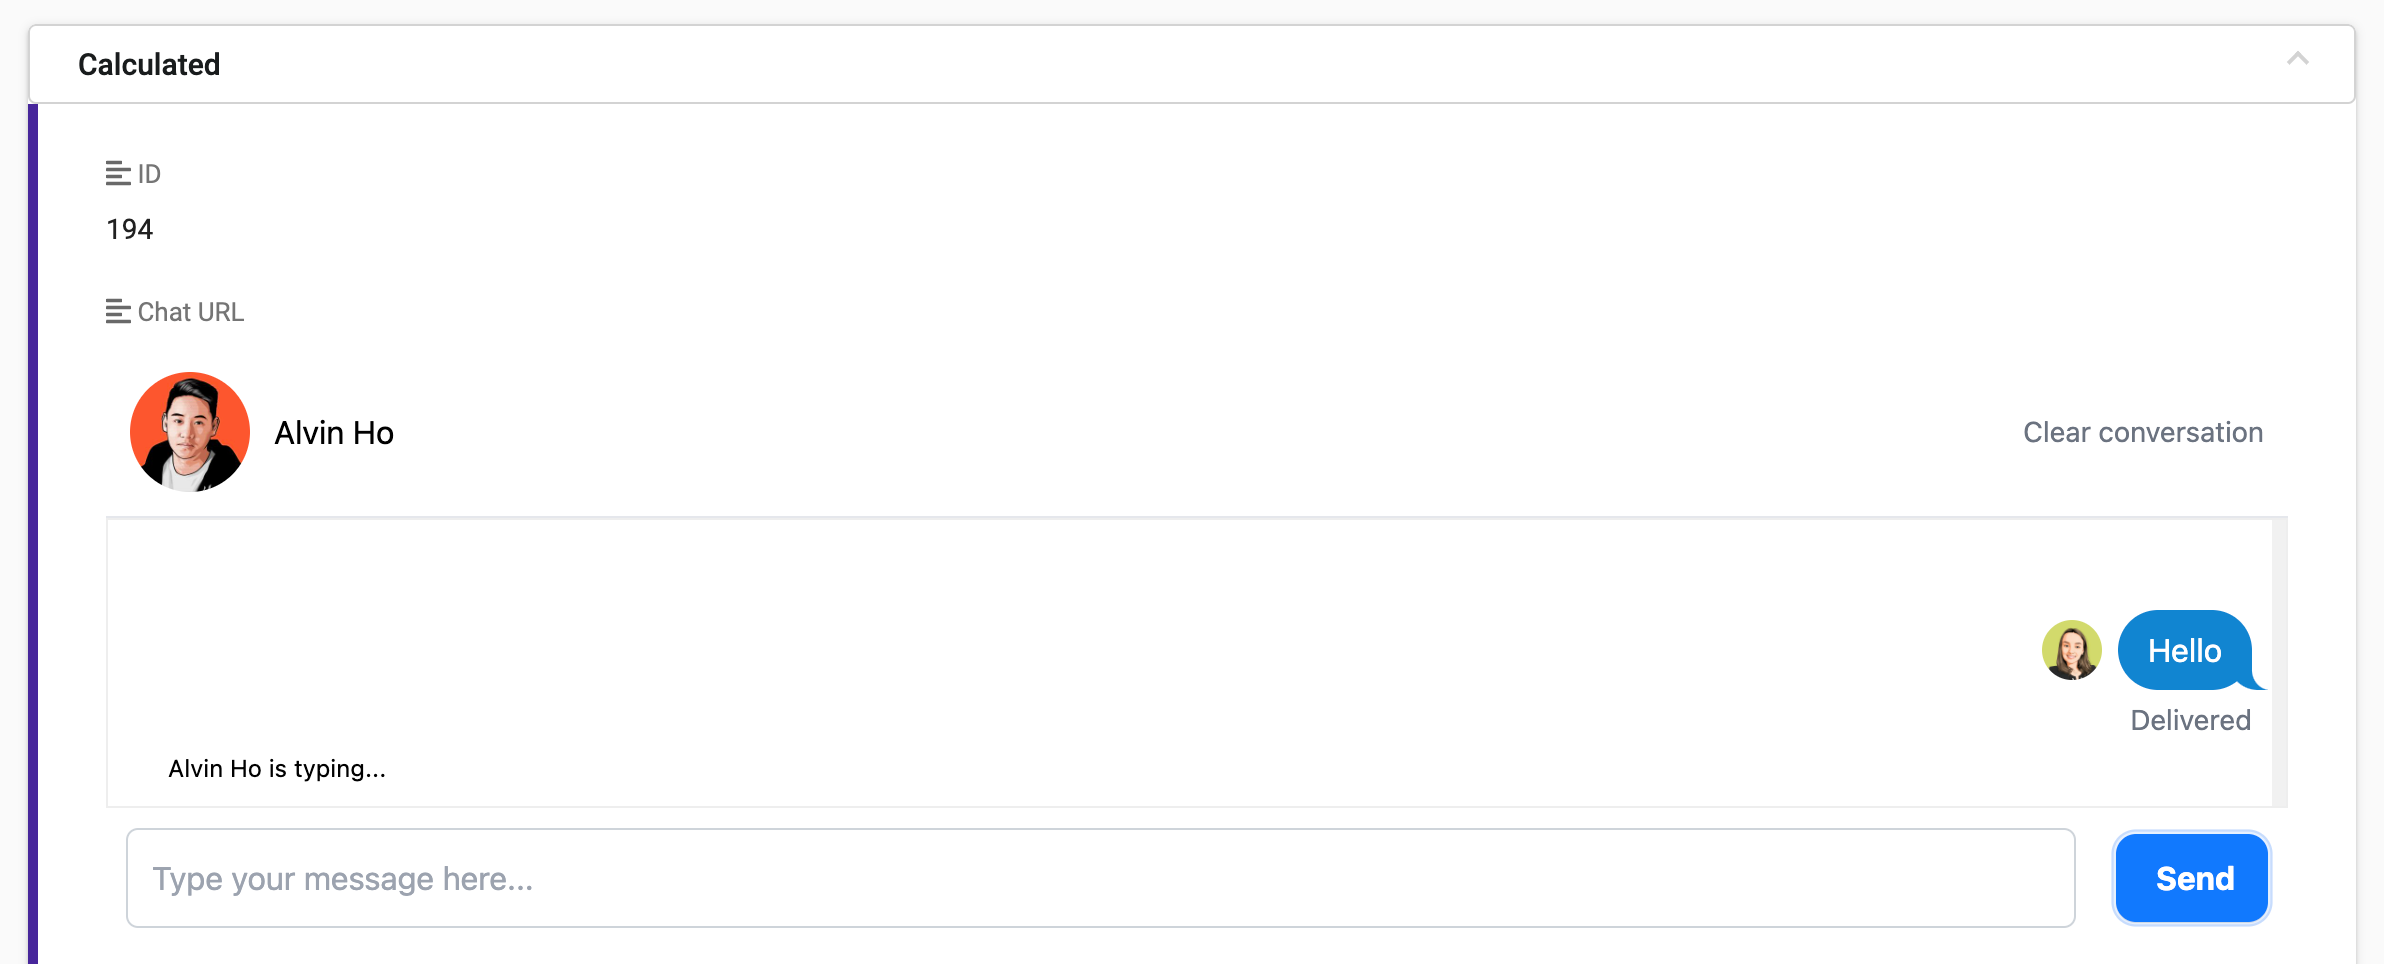 Calculated
ID
194
Chat URL
Alvin Ho
Clear conversation
Hello
Delivered
Alvin Ho is typing...
Type your message here...
Send